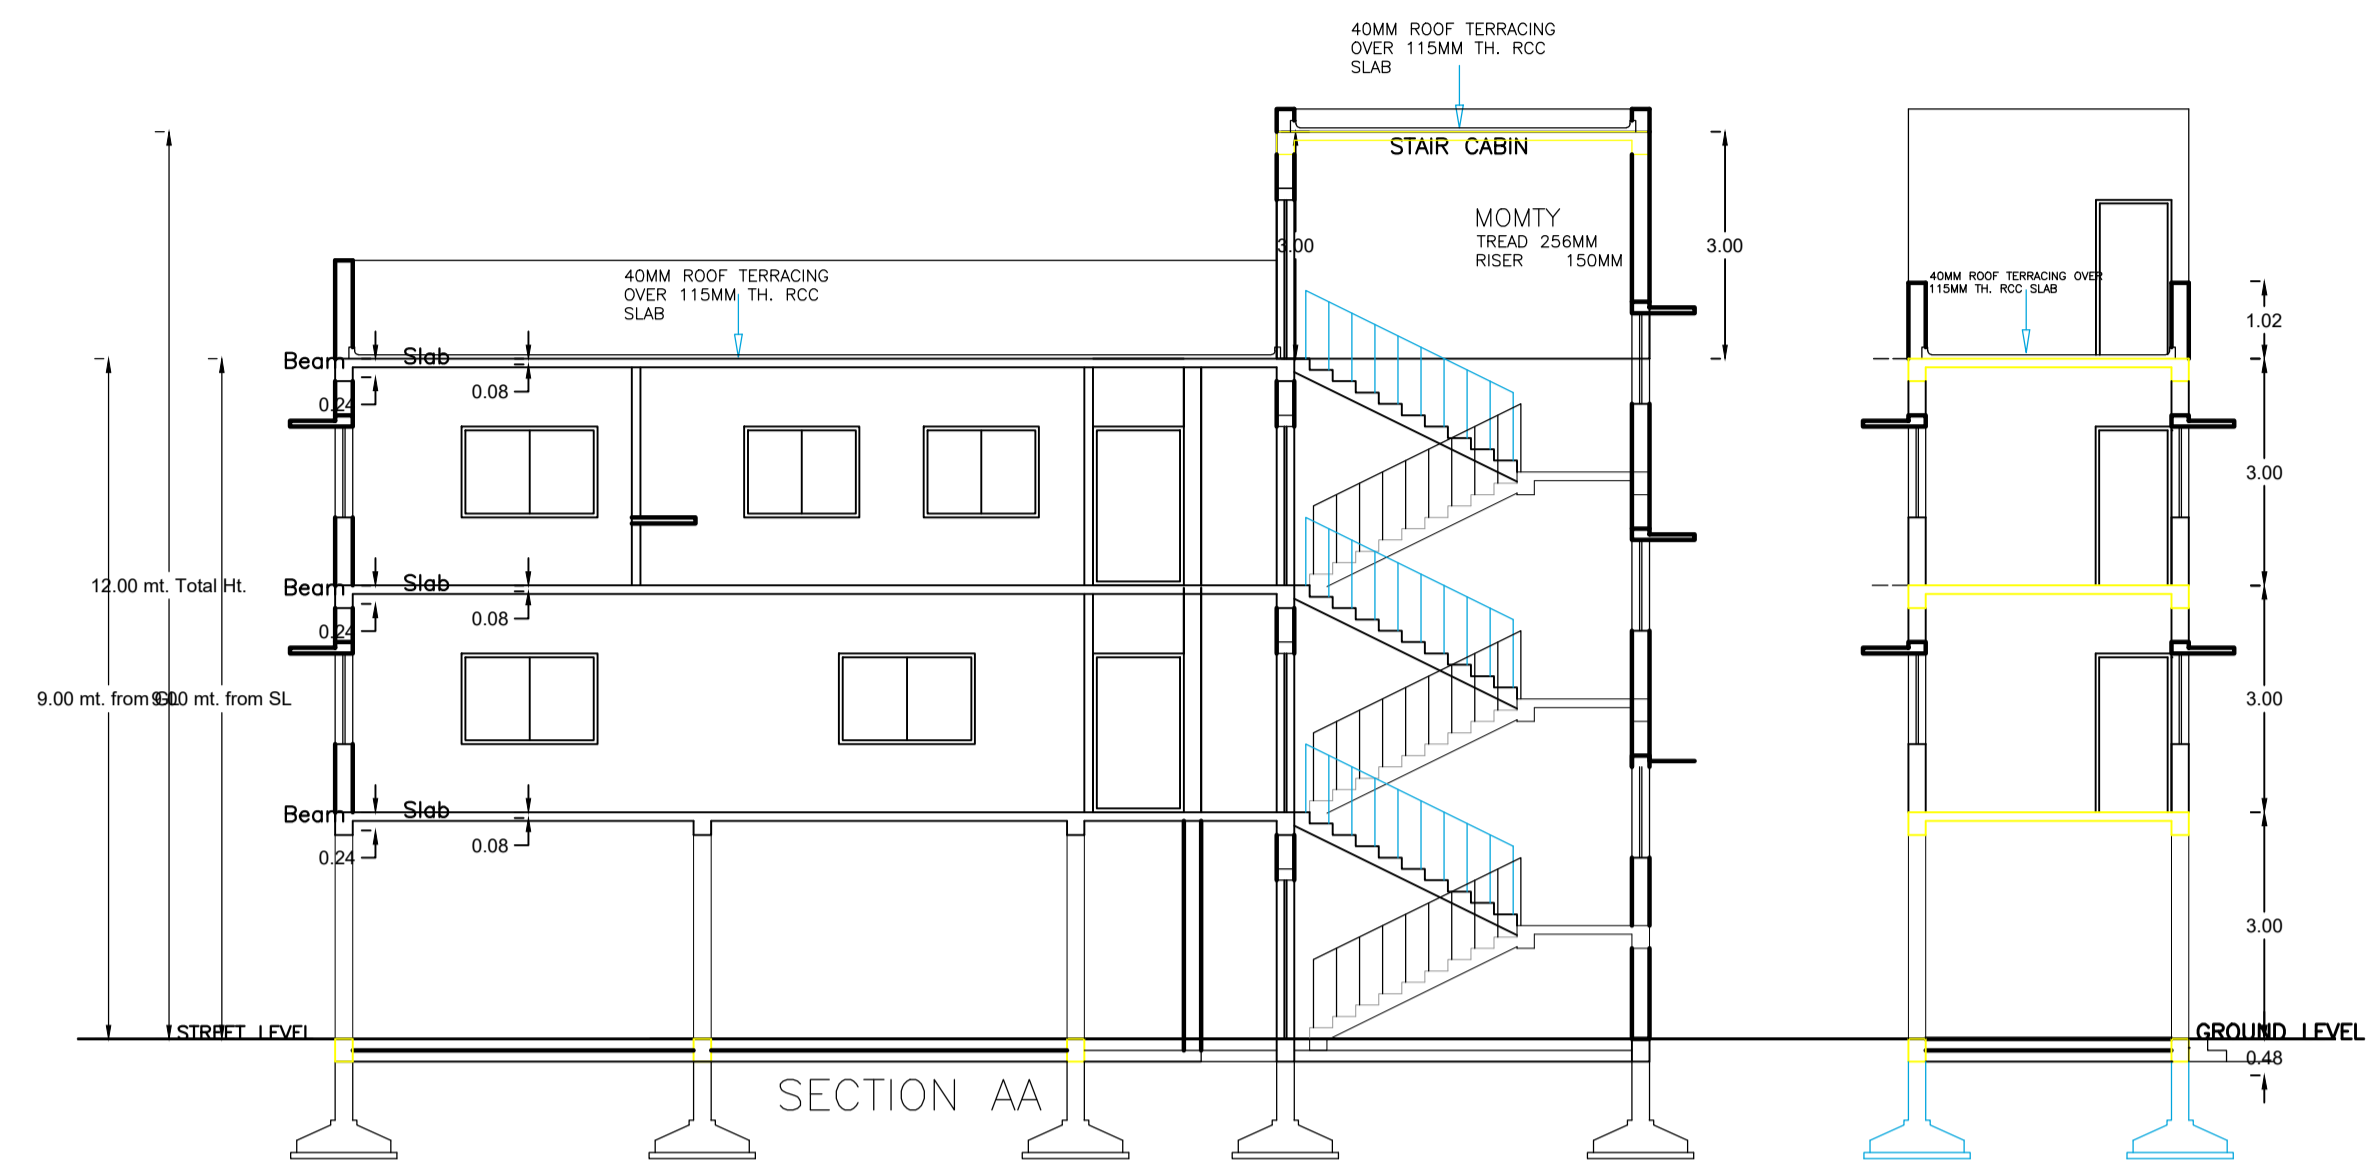 40MM ROOF TERRACING
OVER 115MM TH. RCC
SLAB
STAIR CABIN
MOMTY
TREAD 256MM
RISER 150MM
3.00
3.00
40MM ROOF TERRACING
OVER 115MM TH. RCC
SLAB
40MM ROOF TERRACING OVER
115MM TH. RCC SLAB
1.02
Beam
Slab
0.24
0.08
3.00
12.00 mt. Total Ht.
Beam
Slab
0.24
0.08
9.00 mt. from GL
9.00 mt. from SL
3.00
Beam
Slab
0.24
0.08
3.00
STREET LEVEL
GROUND LEVEL
0.48
SECTION AA